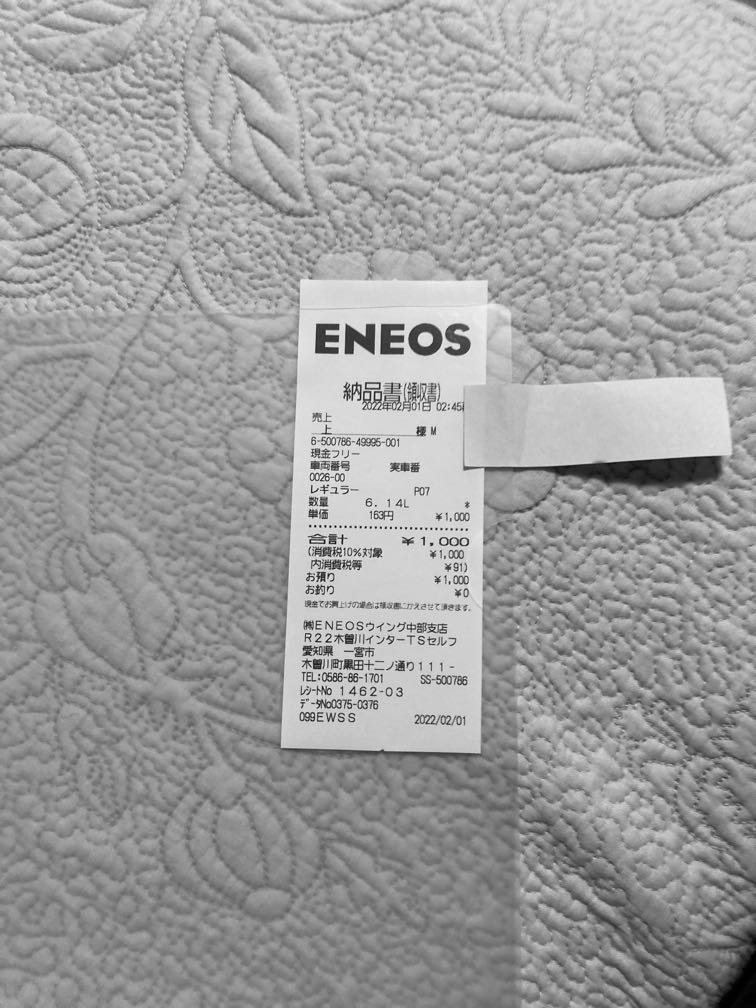 ENEOS
納品書(領収書)
2022年02月01日 02:45
売上
上 様 M
6-500786-49995-001
現金フリー
車両番号 実車番
0026-00
レギュラー P07
数量 6.14L *
単価 163円 ¥1,000
合計 ¥1,000
(消費税10%対象 ¥1,000
内消費税等 ¥91)
お預り ¥1,000
お釣り ¥0
現金でお買上げの場合は領収書にかえさせて頂きます。
㈱ENEOSウイング中部支店
R22木曽川インターTSセルフ
愛知県 一宮市
木曽川町黒田十二ノ通り111-
TEL:0586-86-1701 SS-500786
レシートNo 1462-03
データNo0375-0376
099EWSS 2022/02/01